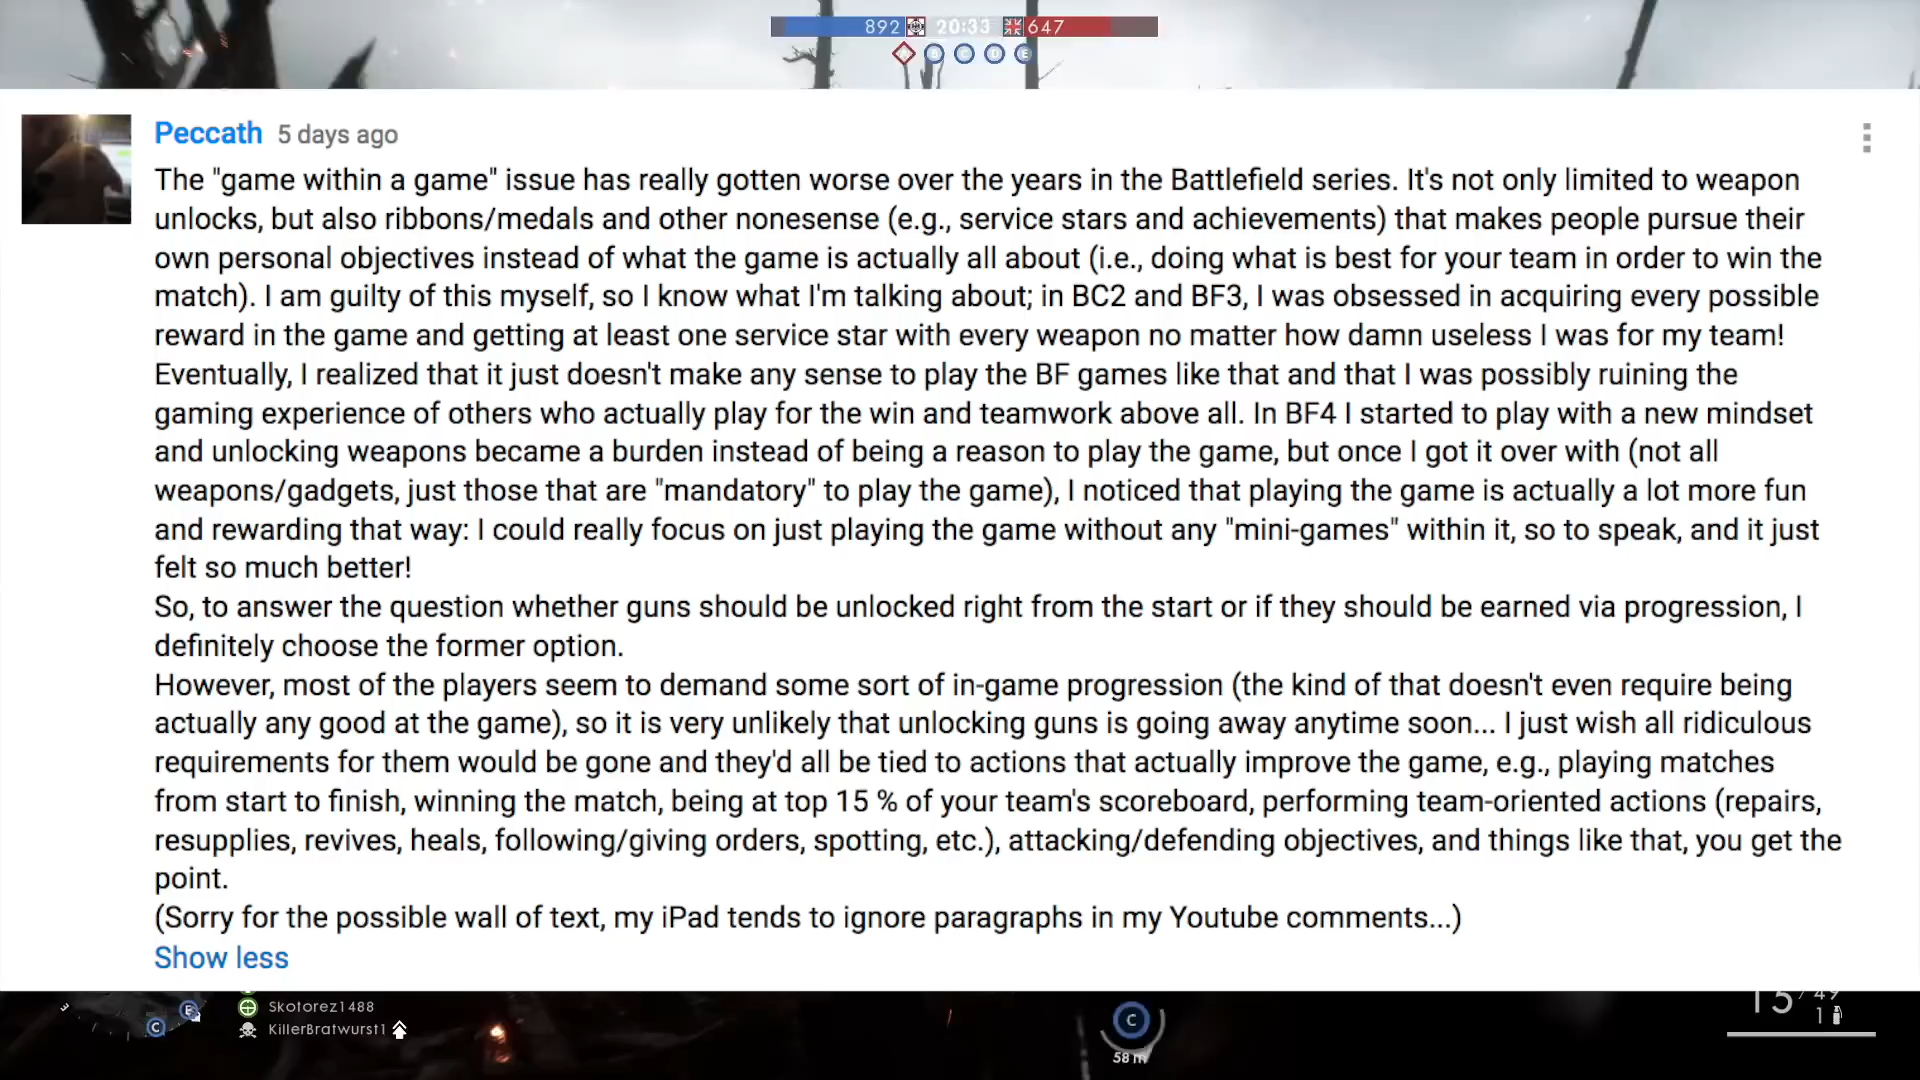 892 20:33 647
B C D E
Peccath 5 days ago
The "game within a game" issue has really gotten worse over the years in the Battlefield series. It's not only limited to weapon
unlocks, but also ribbons/medals and other nonesense (e.g., service stars and achievements) that makes people pursue their
own personal objectives instead of what the game is actually all about (i.e., doing what is best for your team in order to win the
match). I am guilty of this myself, so I know what I'm talking about; in BC2 and BF3, I was obsessed in acquiring every possible
reward in the game and getting at least one service star with every weapon no matter how damn useless I was for my team!
Eventually, I realized that it just doesn't make any sense to play the BF games like that and that I was possibly ruining the
gaming experience of others who actually play for the win and teamwork above all. In BF4 I started to play with a new mindset
and unlocking weapons became a burden instead of being a reason to play the game, but once I got it over with (not all
weapons/gadgets, just those that are "mandatory" to play the game), I noticed that playing the game is actually a lot more fun
and rewarding that way: I could really focus on just playing the game without any "mini-games" within it, so to speak, and it just
felt so much better!
So, to answer the question whether guns should be unlocked right from the start or if they should be earned via progression, I
definitely choose the former option.
However, most of the players seem to demand some sort of in-game progression (the kind of that doesn't even require being
actually any good at the game), so it is very unlikely that unlocking guns is going away anytime soon... I just wish all ridiculous
requirements for them would be gone and they'd all be tied to actions that actually improve the game, e.g., playing matches
from start to finish, winning the match, being at top 15 % of your team's scoreboard, performing team-oriented actions (repairs,
resupplies, revives, heals, following/giving orders, spotting, etc.), attacking/defending objectives, and things like that, you get the
point.
(Sorry for the possible wall of text, my iPad tends to ignore paragraphs in my Youtube comments...)
Show less
E
C
Skotorez1488
KillerBratwurst1
C
58 m
15/49
1